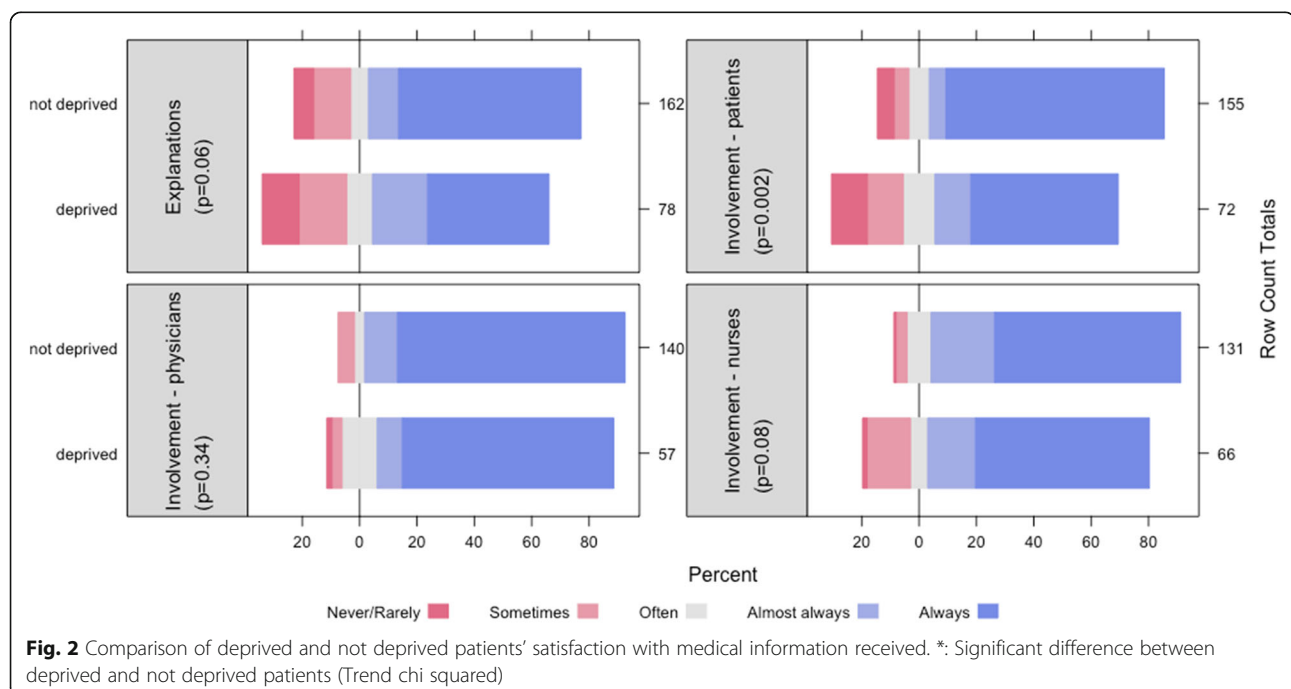 not deprived
deprived
Explanations
(p=0.06)
162
78
Involvement - patients
(p=0.002)
155
72
not deprived
deprived
Involvement - physicians
(p=0.34)
140
57
Involvement - nurses
(p=0.08)
131
66
Row Count Totals
20 0 20 40 60 80
20 0 20 40 60 80
Percent
Never/Rarely Sometimes Often Almost always Always
Fig. 2 Comparison of deprived and not deprived patients’ satisfaction with medical information received. *: Significant difference between
deprived and not deprived patients (Trend chi squared)